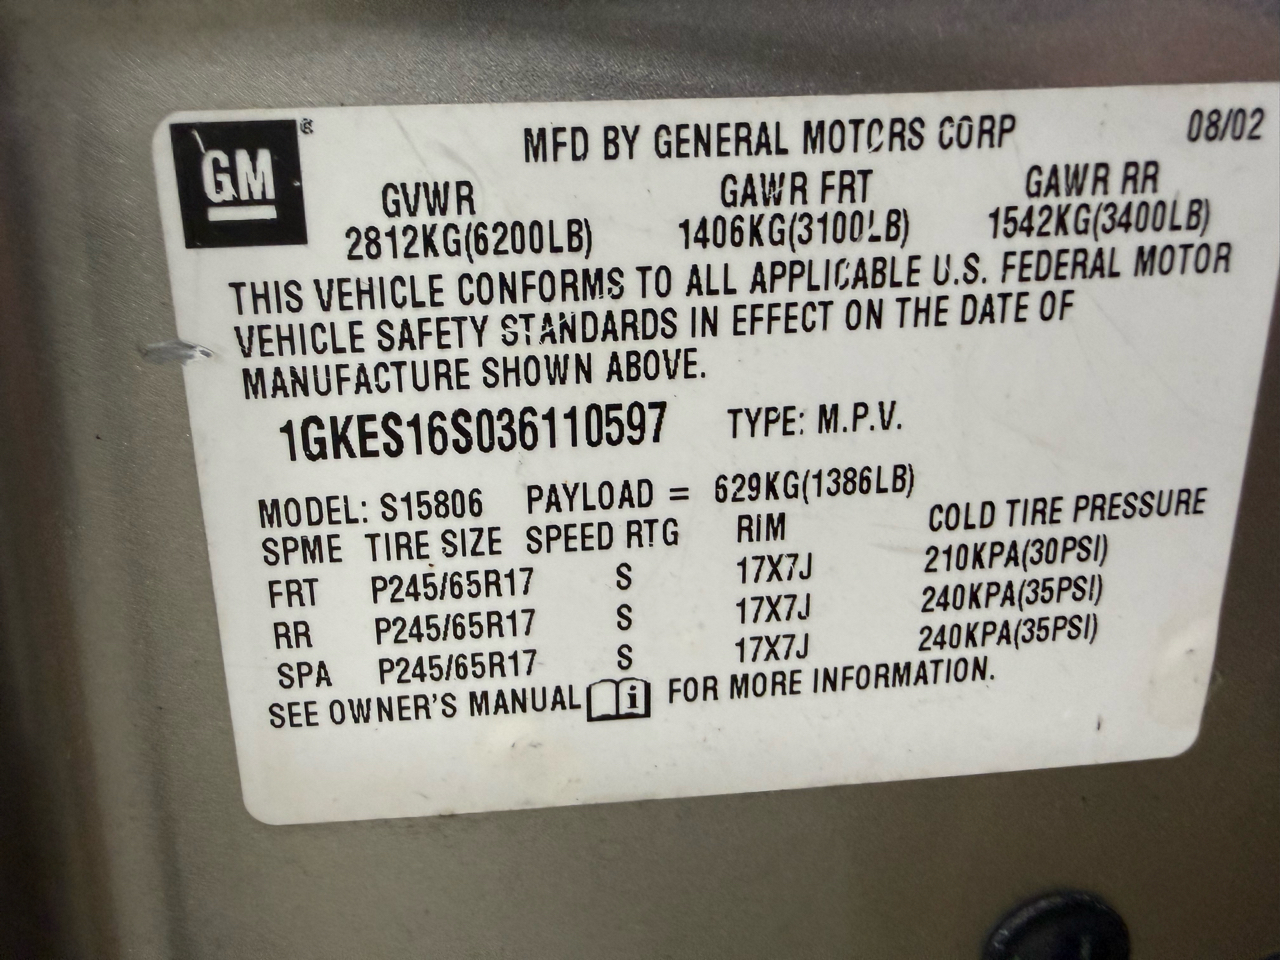 GM®
MFD BY GENERAL MOTORS CORP 08/02
GVWR GAWR FRT GAWR RR
2812KG(6200LB) 1406KG(3100LB) 1542KG(3400LB)
THIS VEHICLE CONFORMS TO ALL APPLICABLE U.S. FEDERAL MOTOR
VEHICLE SAFETY STANDARDS IN EFFECT ON THE DATE OF
MANUFACTURE SHOWN ABOVE.
1GKES16S036110597 TYPE: M.P.V.
MODEL: S15806 PAYLOAD = 629KG(1386LB)
SPME TIRE SIZE SPEED RTG RIM COLD TIRE PRESSURE
FRT P245/65R17 S 17X7J 210KPA(30PSI)
RR P245/65R17 S 17X7J 240KPA(35PSI)
SPA P245/65R17 S 17X7J 240KPA(35PSI)
SEE OWNER'S MANUAL i FOR MORE INFORMATION.